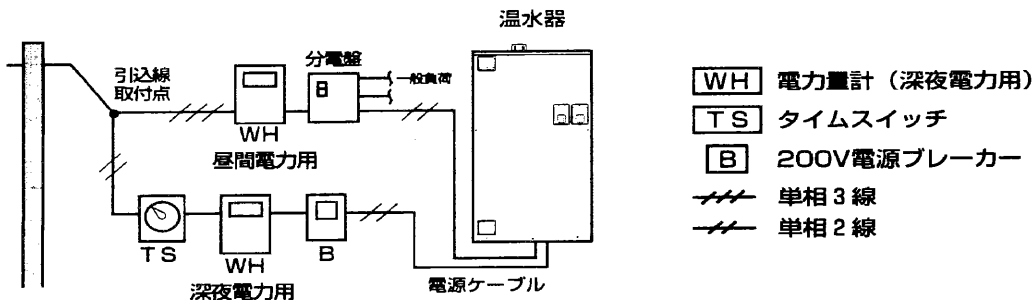 温水器
引込線
取付点
分電盤
B
一般負荷
WH
昼間電力用
TS
WH
B
深夜電力用
電源ケーブル
WH 電力量計（深夜電力用）
TS タイムスイッチ
B 200V電源ブレーカー
単相3線
単相2線